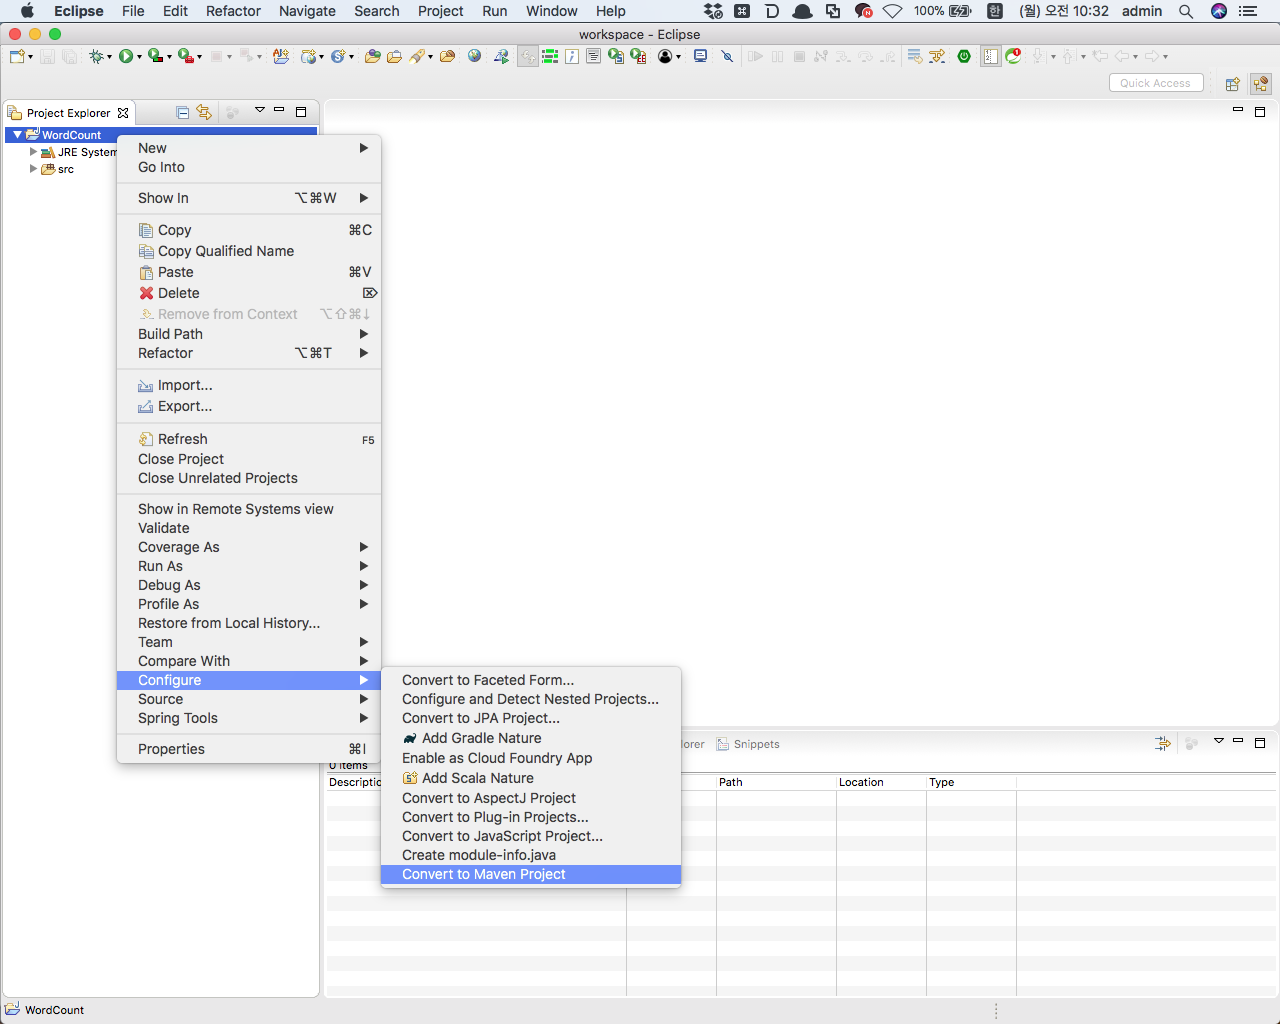 Eclipse File Edit Refactor Navigate Search Project Run Window Help 100% 한 (월) 오전 10:32 admin
workspace - Eclipse
Quick Access
Project Explorer
WordCount
JRE System
src
New
Go Into
Show In ⌥⌘W
Copy ⌘C
Copy Qualified Name
Paste ⌘V
Delete ⌦
Remove from Context ⌥⇧⌘↓
Build Path
Refactor ⌥⌘T
Import...
Export...
Refresh F5
Close Project
Close Unrelated Projects
Show in Remote Systems view
Validate
Coverage As
Run As
Debug As
Profile As
Restore from Local History...
Team
Compare With
Configure
Source
Spring Tools
Properties ⌘I
Convert to Faceted Form...
Configure and Detect Nested Projects...
Convert to JPA Project...
Add Gradle Nature
Enable as Cloud Foundry App
Add Scala Nature
Convert to AspectJ Project
Convert to Plug-in Projects...
Convert to JavaScript Project...
Create module-info.java
Convert to Maven Project
Snippets
0 items
Path Location Type
WordCount